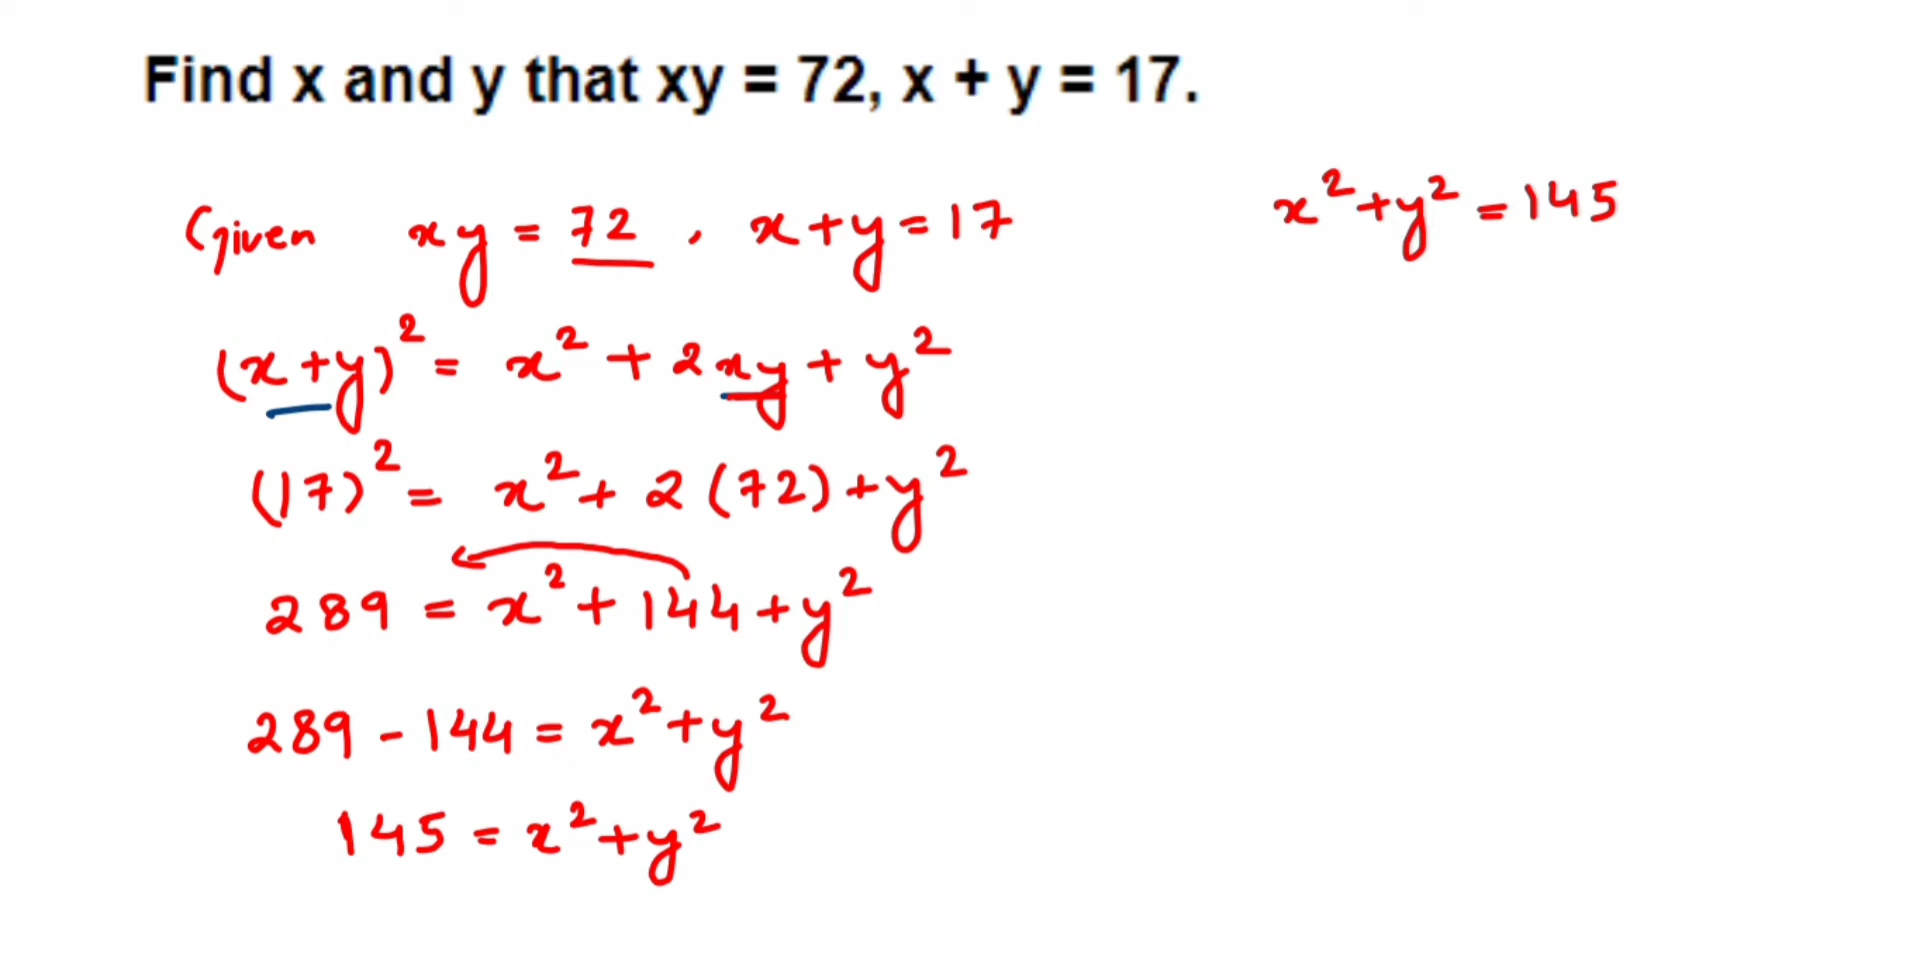 Find x and y that xy = 72, x + y = 17.
Given xy = 72 , x+y = 17
x² + y² = 145
(x+y)² = x² + 2xy + y²
(17)² = x² + 2 (72) + y²
289 = x² + 144 + y²
289 - 144 = x² + y²
145 = x² + y²